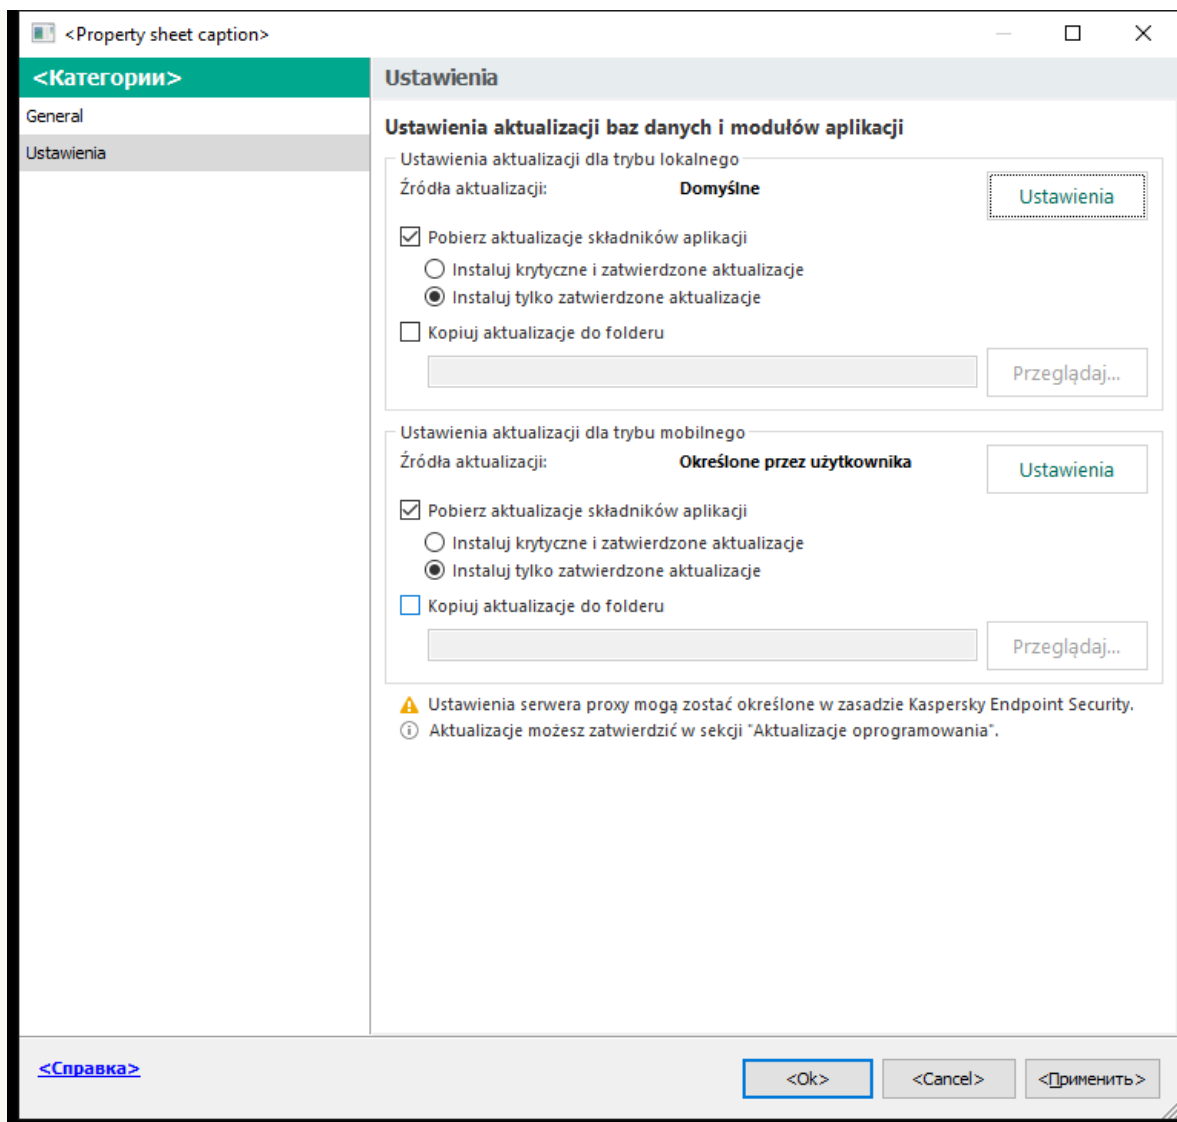 <Property sheet caption>
<Категории>
General
Ustawienia
Ustawienia
Ustawienia aktualizacji baz danych i modułów aplikacji
Ustawienia aktualizacji dla trybu lokalnego
Źródła aktualizacji: Domyślne Ustawienia
Pobierz aktualizacje składników aplikacji
Instaluj krytyczne i zatwierdzone aktualizacje
Instaluj tylko zatwierdzone aktualizacje
Kopiuj aktualizacje do folderu
Przeglądaj...
Ustawienia aktualizacji dla trybu mobilnego
Źródła aktualizacji: Określone przez użytkownika Ustawienia
Pobierz aktualizacje składników aplikacji
Instaluj krytyczne i zatwierdzone aktualizacje
Instaluj tylko zatwierdzone aktualizacje
Kopiuj aktualizacje do folderu
Przeglądaj...
Ustawienia serwera proxy mogą zostać określone w zasadzie Kaspersky Endpoint Security.
Aktualizacje możesz zatwierdzić w sekcji "Aktualizacje oprogramowania".
<Справка>
<Ok> <Cancel> <Применить>